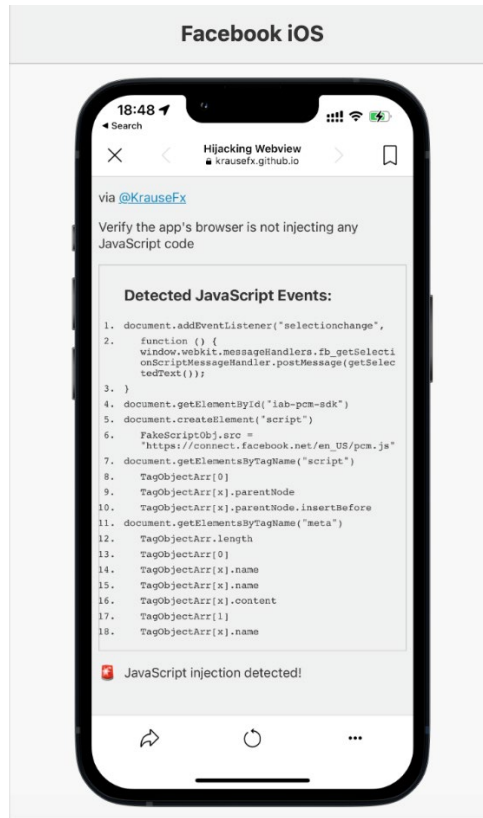 Facebook iOS
18:48
◀ Search
Hijacking Webview
krausefx.github.io
via @KrauseFx
Verify the app's browser is not injecting any
JavaScript code
Detected JavaScript Events:
1. document.addEventListener("selectionchange",
2. function () {
window.webkit.messageHandlers.fb_getSelecti
onScriptMessageHandler.postMessage(getSelec
tedText());
3. }
4. document.getElementById("iab-pcm-sdk")
5. document.createElement("script")
6. FakeScriptObj.src =
"https://connect.facebook.net/en_US/pcm.js"
7. document.getElementsByTagName("script")
8. TagObjectArr[0]
9. TagObjectArr[x].parentNode
10. TagObjectArr[x].parentNode.insertBefore
11. document.getElementsByTagName("meta")
12. TagObjectArr.length
13. TagObjectArr[0]
14. TagObjectArr[x].name
15. TagObjectArr[x].name
16. TagObjectArr[x].content
17. TagObjectArr[1]
18. TagObjectArr[x].name
🚨 JavaScript injection detected!